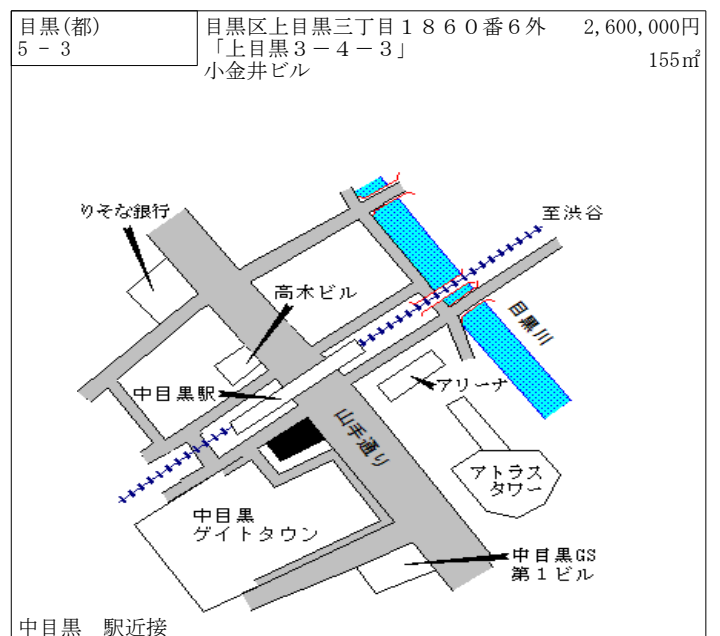 目黒(都)
5－3
目黒区上目黒三丁目１８６０番６外
2,600,000円
「上目黒３－４－３」
155㎡
小金井ビル
りそな銀行
至渋谷
高木ビル
目黒川
中目黒駅
アリーナ
山手通り
アトラス
タワー
中目黒
ゲイトタウン
中目黒GS
第１ビル
中目黒　駅近接